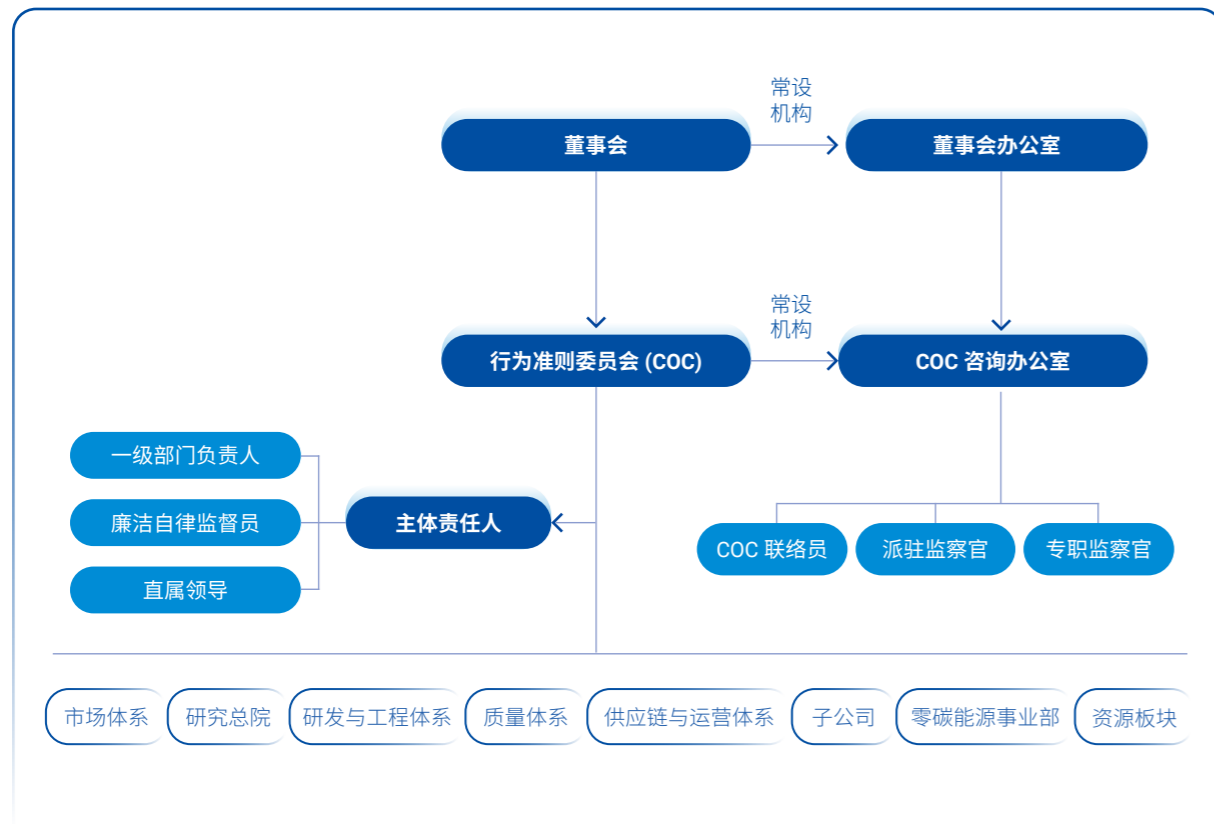 常设
机构
董事会
董事会办公室
常设
机构
行为准则委员会 (COC)
COC 咨询办公室
一级部门负责人
廉洁自律监督员
直属领导
主体责任人
COC 联络员
派驻监察官
专职监察官
市场体系
研究总院
研发与工程体系
质量体系
供应链与运营体系
子公司
零碳能源事业部
资源板块